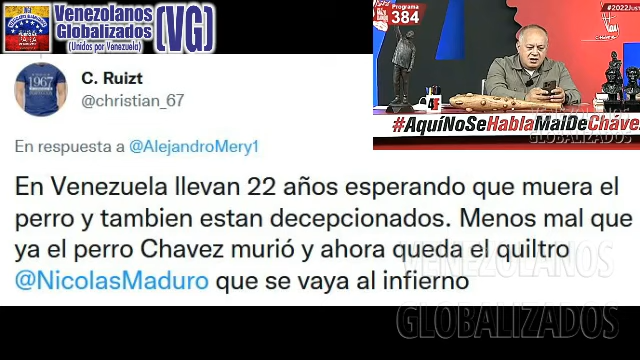 Venezolanos
Globalizados
(Unidos por Venezuela)
(VG)
Programa
384
#2022Just
C. Ruizt
@christian_67
1967
#AquíNoSeHablaMalDeChávez
En respuesta a @AlejandroMery1
En Venezuela llevan 22 años esperando que muera el
perro y tambien estan decepcionados. Menos mal que
ya el perro Chavez murió y ahora queda el quiltro
@NicolasMaduro que se vaya al infierno
VENEZOLANOS
GLOBALIZADOS